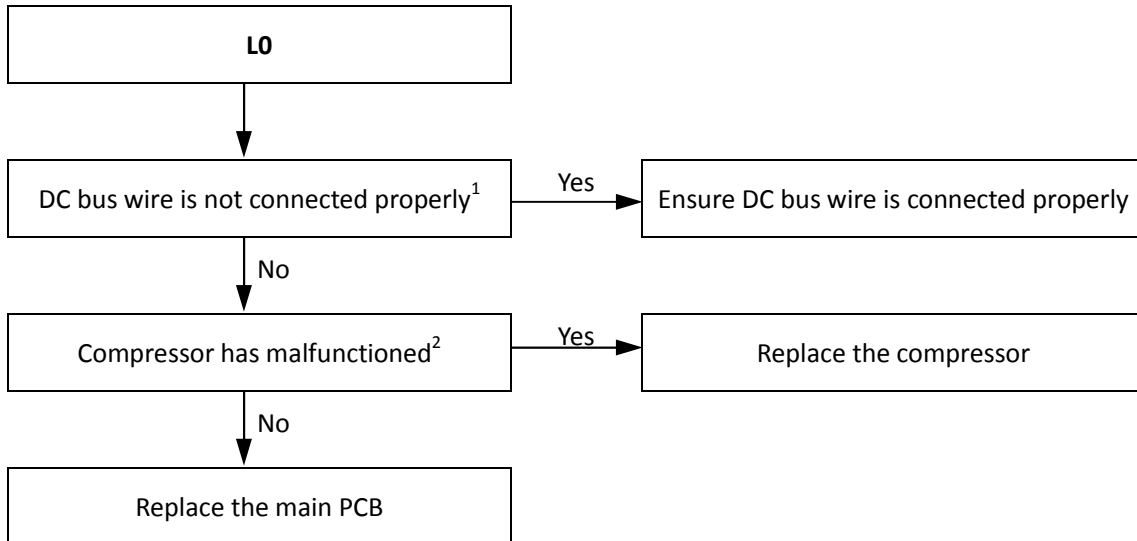 L0
DC bus wire is not connected properly1
Yes
Ensure DC bus wire is connected properly
No
Compressor has malfunctioned2
Yes
Replace the compressor
No
Replace the main PCB